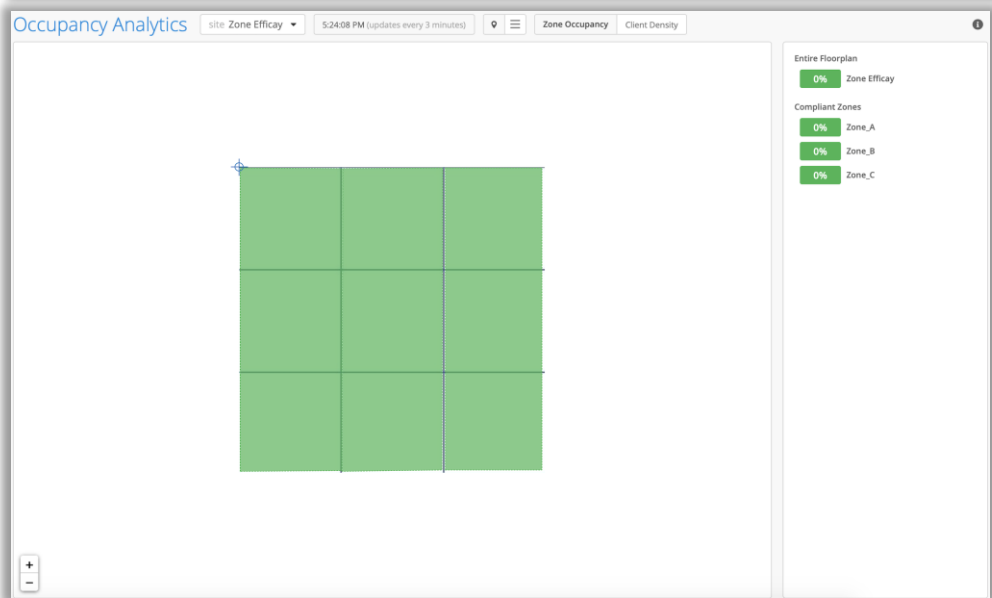 Occupancy Analytics
site Zone Efficay
5:24:08 PM (updates every 3 minutes)
Zone Occupancy
Client Density
Entire Floorplan
0% Zone Efficay
Compliant Zones
0% Zone_A
0% Zone_B
0% Zone_C
+
−